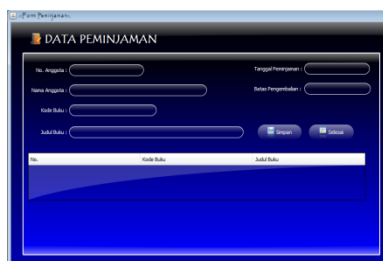 ::Form Peminjaman::
DATA PEMINJAMAN
No. Anggota : Tanggal Peminjaman :
Nama Anggota : Batas Pengembalian :
Kode Buku :
Judul Buku : Simpan Selesai
No. Kode Buku Judul Buku